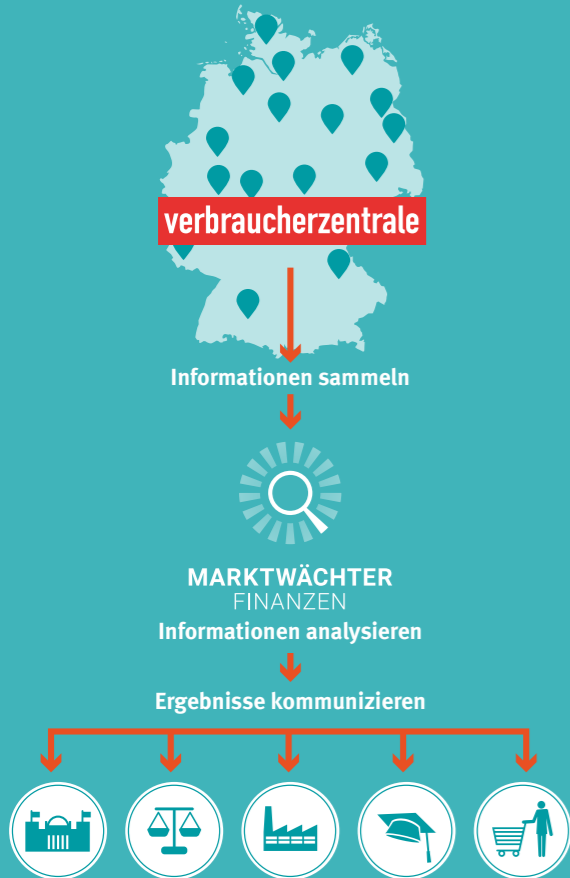 verbraucherzentrale
Informationen sammeln
MARKTWÄCHTER
FINANZEN
Informationen analysieren
Ergebnisse kommunizieren